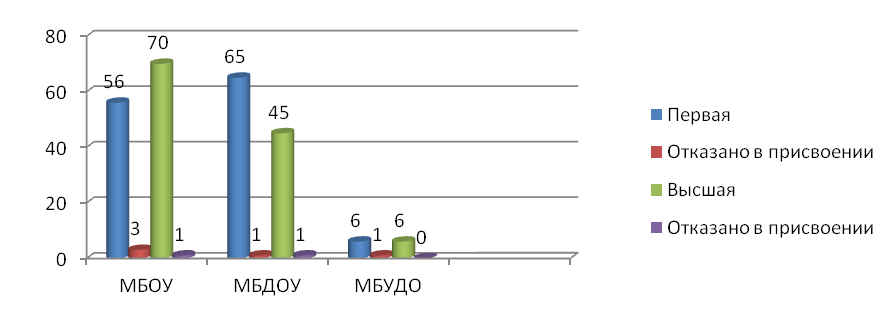 80
60
40
20
0
56
3
70
1
65
1
45
1
6
1
6
0
МБОУ
МБДОУ
МБУДО
Первая
Отказано в присвоении
Высшая
Отказано в присвоении